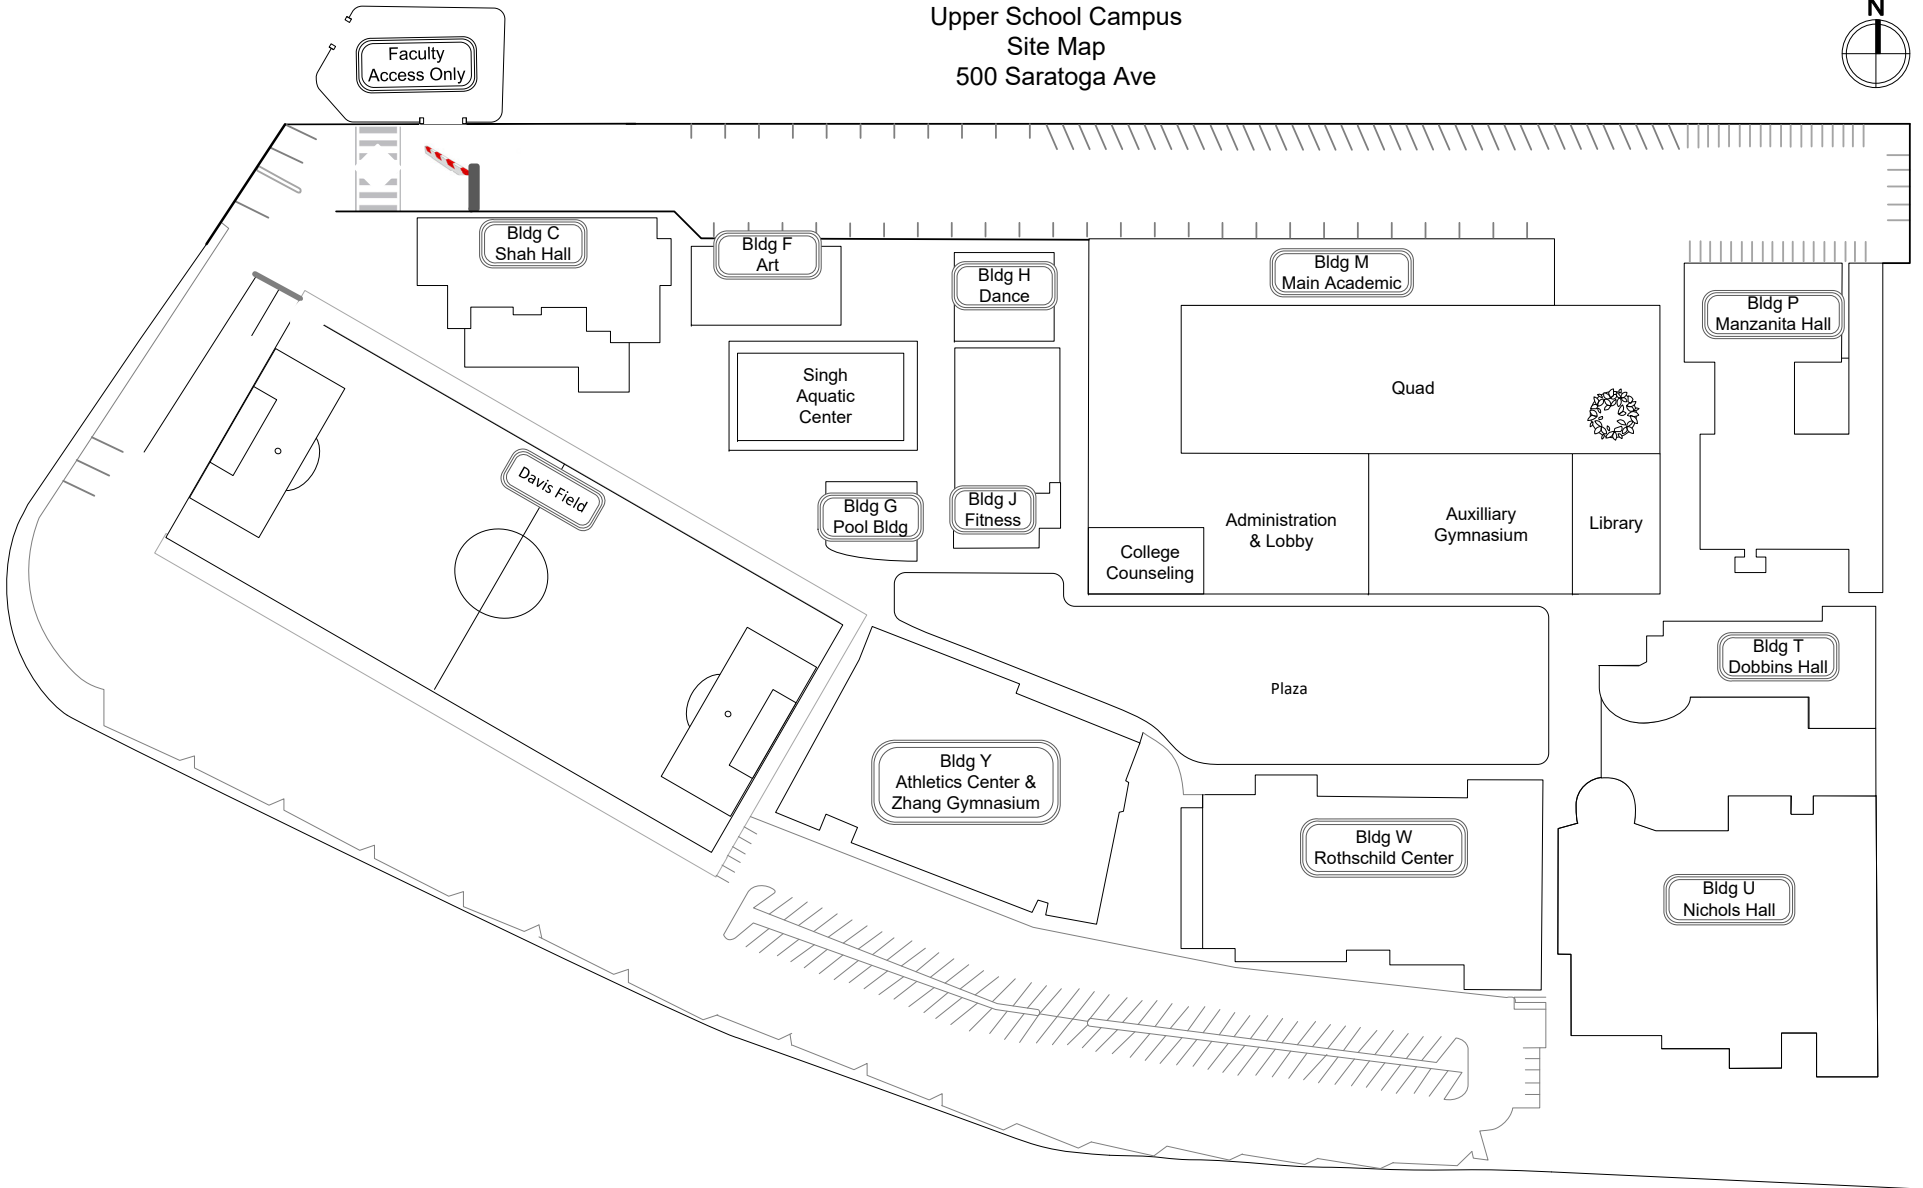 Upper School Campus
Site Map
500 Saratoga Ave
N
Faculty
Access Only
Bldg C
Shah Hall
Bldg F
Art
Bldg H
Dance
Bldg M
Main Academic
Bldg P
Manzanita Hall
Singh
Aquatic
Center
Quad
Davis Field
Bldg G
Pool Bldg
Bldg J
Fitness
Administration
& Lobby
Auxilliary
Gymnasium
Library
College
Counseling
Bldg T
Dobbins Hall
Plaza
Bldg Y
Athletics Center &
Zhang Gymnasium
Bldg W
Rothschild Center
Bldg U
Nichols Hall